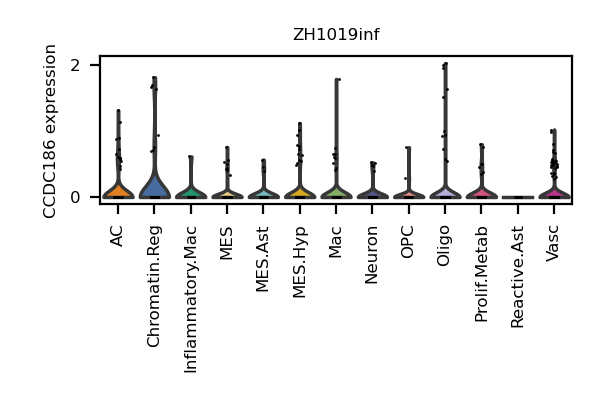 ZH1019inf
CCDC186 expression
2
0
AC
Chromatin.Reg
Inflammatory.Mac
MES
MES.Ast
MES.Hyp
Mac
Neuron
OPC
Oligo
Prolif.Metab
Reactive.Ast
Vasc